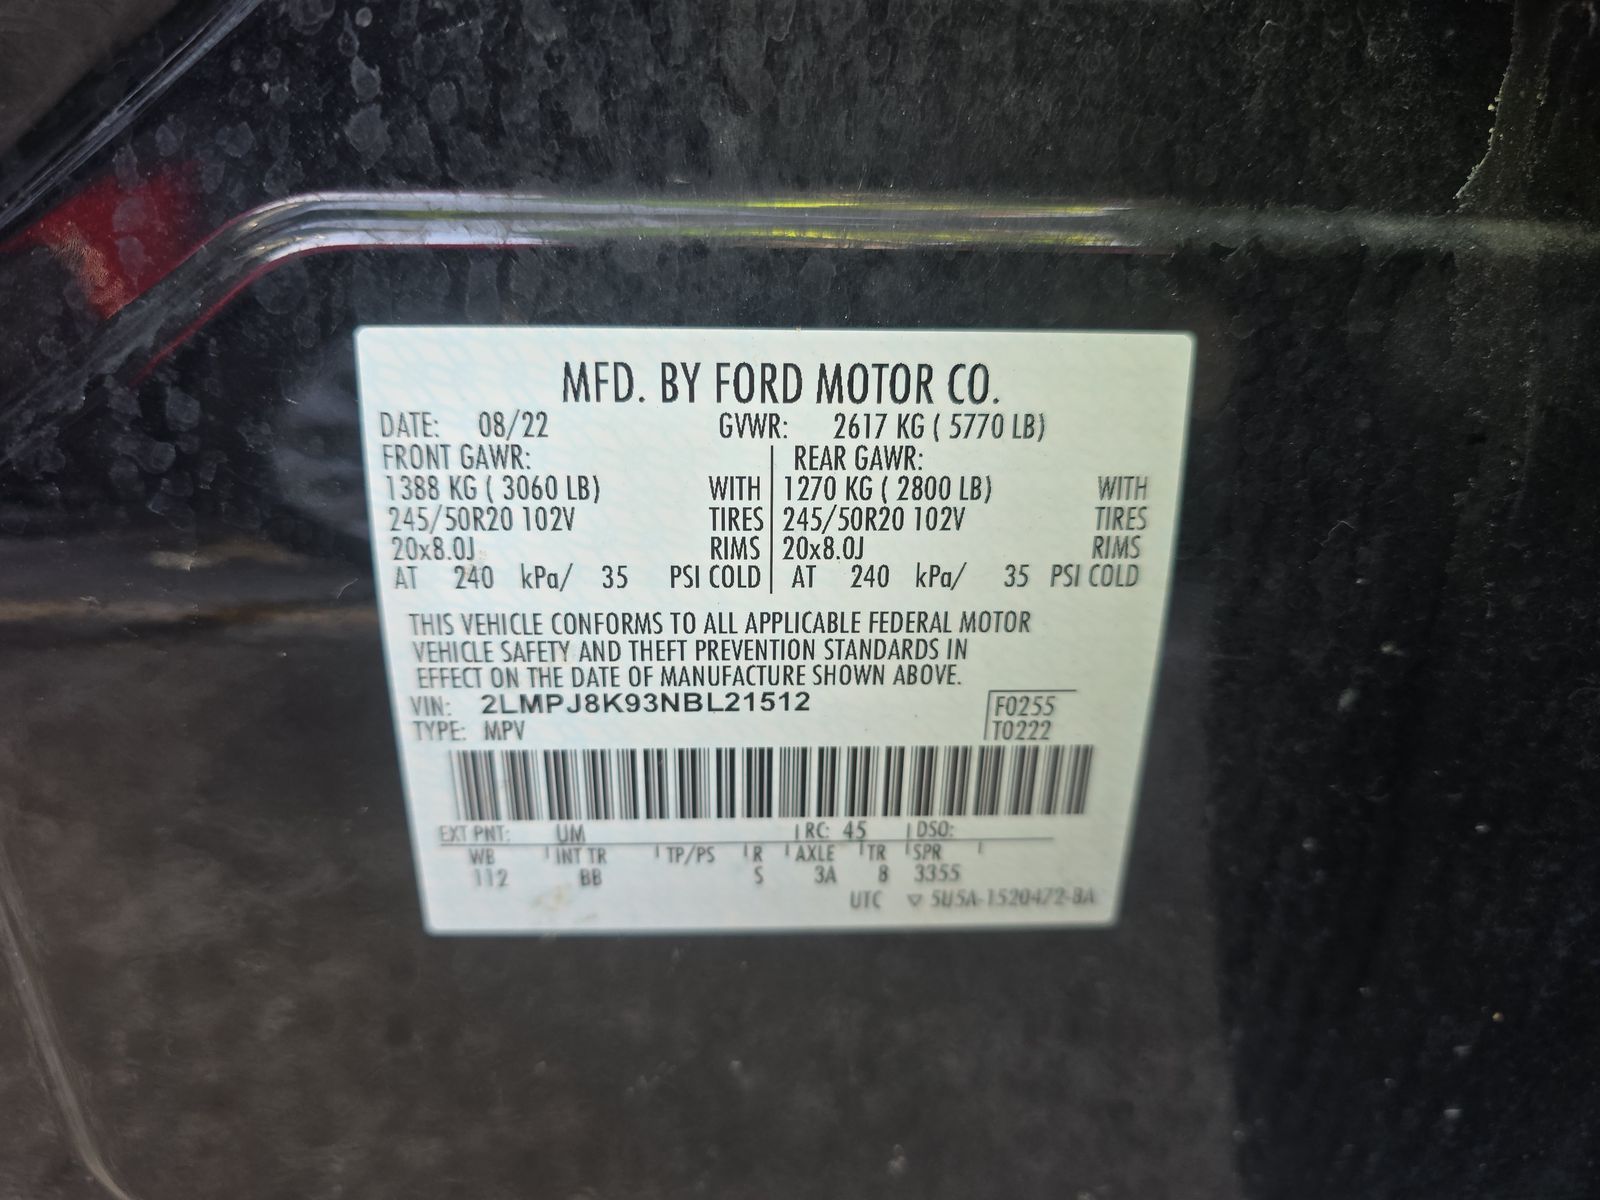 MFD. BY FORD MOTOR CO.
DATE: 08/22 GVWR: 2617 KG ( 5770 LB)
FRONT GAWR: REAR GAWR:
1388 KG ( 3060 LB) WITH 1270 KG ( 2800 LB) WITH
245/50R20 102V TIRES 245/50R20 102V TIRES
20x8.0J RIMS 20x8.0J RIMS
AT 240 kPa/ 35 PSI COLD AT 240 kPa/ 35 PSI COLD
THIS VEHICLE CONFORMS TO ALL APPLICABLE FEDERAL MOTOR
VEHICLE SAFETY AND THEFT PREVENTION STANDARDS IN
EFFECT ON THE DATE OF MANUFACTURE SHOWN ABOVE.
VIN: 2LMPJ8K93NBL21512 F0255
TYPE: MPV T0222
EXT PNT: UM RC: 45 DSO:
WB INT TR TP/PS R AXLE TR SPR
112 BB S 3A 8 3355
UTC ▽ 5U5A-1520472-BA